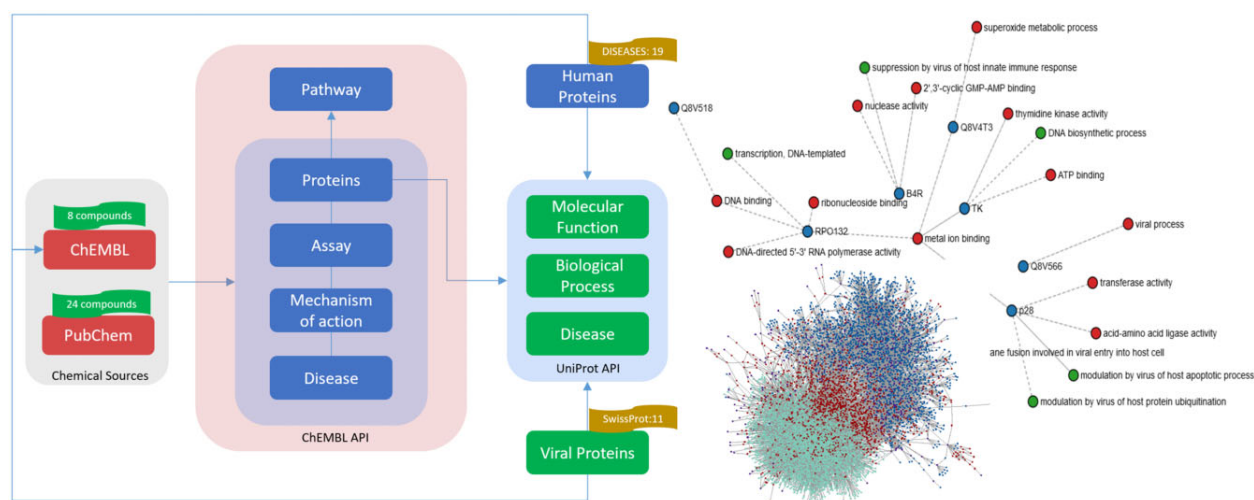 DISEASES: 19
Human
Proteins
Pathway
Proteins
Assay
Mechanism
of action
Disease
ChEMBL API
8 compounds
ChEMBL
24 compounds
PubChem
Chemical Sources
Molecular
Function
Biological
Process
Disease
UniProt API
SwissProt:11
Viral Proteins
superoxide metabolic process
suppression by virus of host innate immune response
2',3'-cyclic GMP-AMP binding
nuclease activity
Q8V518
Q8V4T3
thymidine kinase activity
DNA biosynthetic process
transcription, DNA-templated
ATP binding
B4R
DNA binding
ribonucleoside binding
TK
viral process
RPO132
metal ion binding
DNA-directed 5'-3' RNA polymerase activity
Q8V566
transferase activity
p28
acid-amino acid ligase activity
ane fusion involved in viral entry into host cell
modulation by virus of host apoptotic process
modulation by virus of host protein ubiquitination